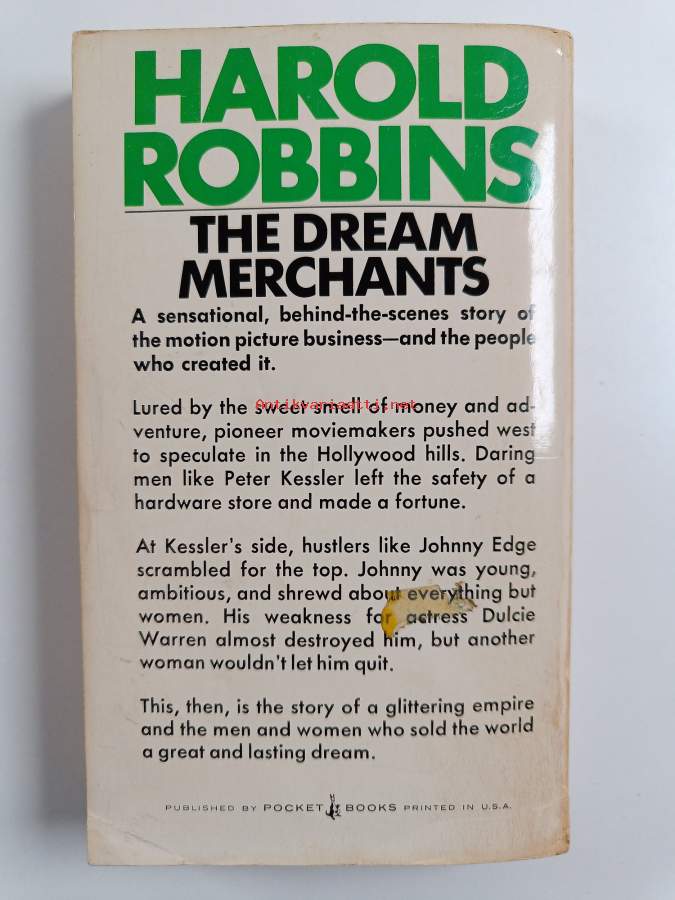 HAROLD
ROBBINS
THE DREAM
MERCHANTS
A sensational, behind-the-scenes story of
the motion picture business—and the people
who created it.
Antikvariaatti.net
Lured by the sweet smell of money and ad-
venture, pioneer moviemakers pushed west
to speculate in the Hollywood hills. Daring
men like Peter Kessler left the safety of a
hardware store and made a fortune.
At Kessler's side, hustlers like Johnny Edge
scrambled for the top. Johnny was young,
ambitious, and shrewd about everything but
women. His weakness for actress Dulcie
Warren almost destroyed him, but another
woman wouldn't let him quit.
This, then, is the story of a glittering empire
and the men and women who sold the world
a great and lasting dream.
PUBLISHED BY POCKET BOOKS PRINTED IN U.S.A.